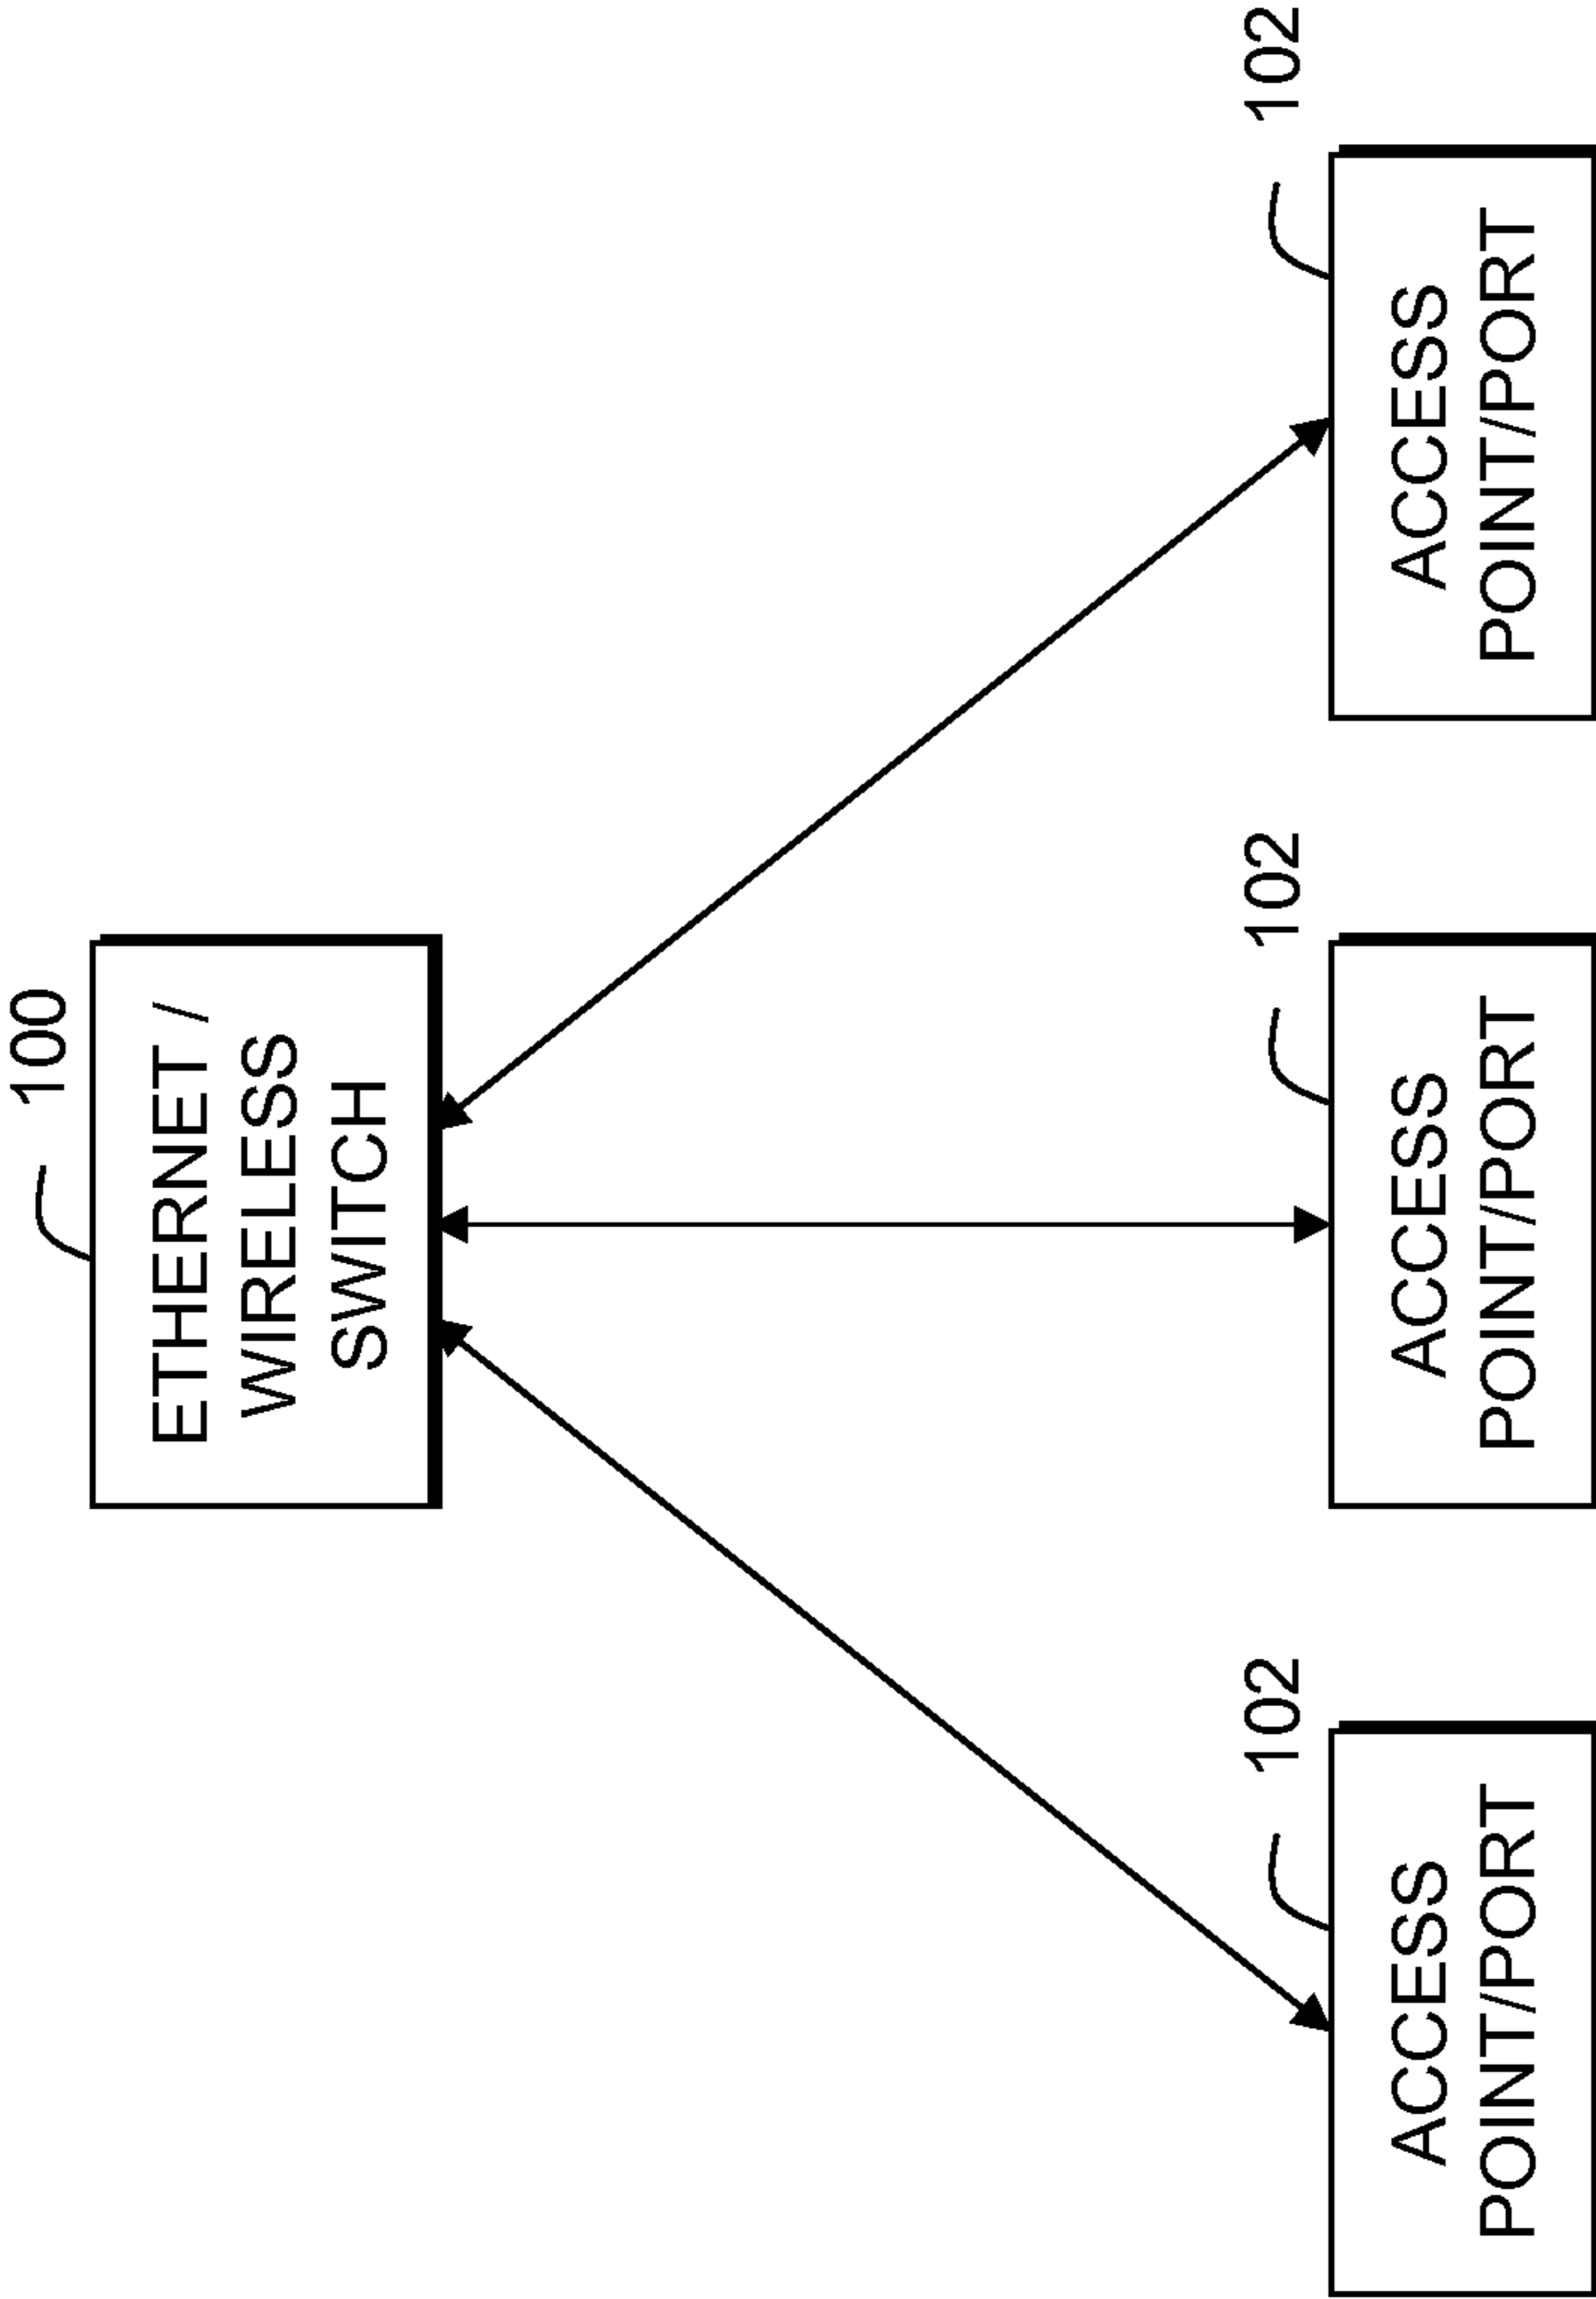 100
ETHERNET /
WIRELESS
SWITCH
102
102
102
ACCESS
POINT/PORT
ACCESS
POINT/PORT
ACCESS
POINT/PORT